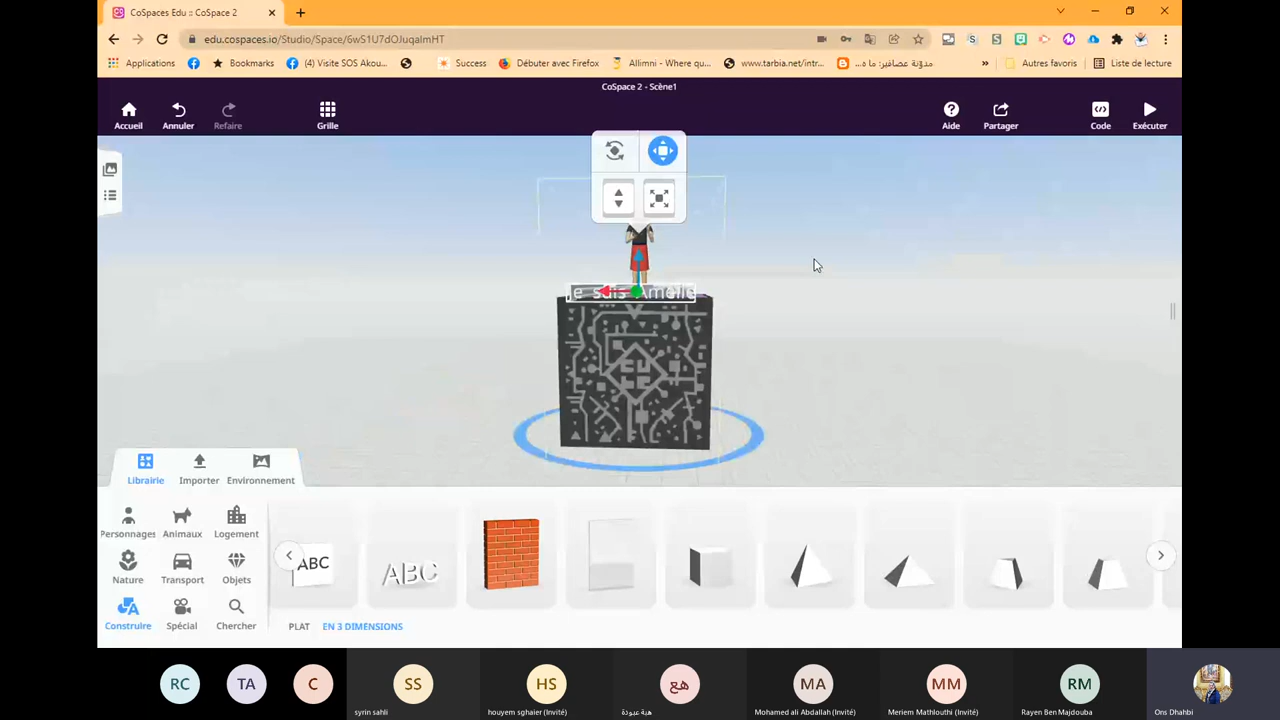 CoSpaces Edu :: CoSpace 2
edu.cospaces.io/Studio/Space/6wS1U7dOJuqaImHT
Applications
Bookmarks
(4) Visite SOS Akou...
Success
Débuter avec Firefox
Allimni - Where qu...
www.tarbia.net/intr...
مدوّنة عصافير: ماه ...
»
Autres favoris
Liste de lecture
CoSpace 2 - Scène1
Accueil
Annuler
Refaire
Grille
Aide
Partager
Code
Exécuter
Je suis Amélie
Librairie
Importer
Environnement
Personnages
Animaux
Logement
Nature
Transport
Objets
Construire
Spécial
Chercher
ABC
ABC
PLAT
EN 3 DIMENSIONS
RC
TA
C
SS
syrin sahli
HS
houyem sghaier (Invité)
هع
هبة عبودة
MA
Mohamed ali Abdallah (Invité)
MM
Meriem Mathlouthi (Invité)
RM
Rayen Ben Majdouba
Ons Dhahbi